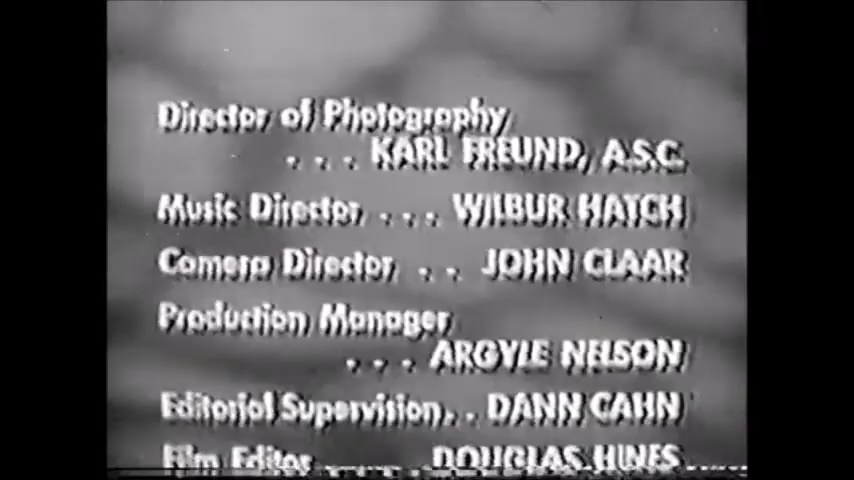 Director of Photography
. . . KARL FREUND, A.S.C.
Music Director . . . WILBUR HATCH
Camera Director . . JOHN CLAAR
Production Manager
. . . ARGYLE NELSON
Editorial Supervision . . DANN CAHN
Film Editor . . . . . DOUGLAS HINES